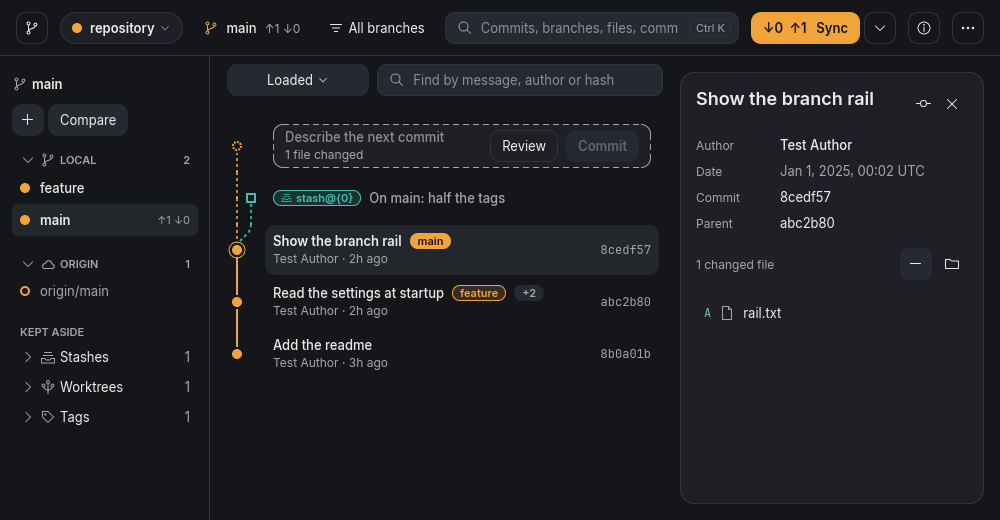 repository
main ↑1 ↓0
All branches
Commits, branches, files, comm
Ctrl K
↓0 ↑1 Sync
main
Compare
LOCAL 2
feature
main ↑1 ↓0
ORIGIN 1
origin/main
KEPT ASIDE
Stashes 1
Worktrees 1
Tags 1
Loaded
Find by message, author or hash
Describe the next commit
1 file changed
Review
Commit
stash@{0} On main: half the tags
Show the branch rail main
Test Author · 2h ago
8cedf57
Read the settings at startup feature +2
Test Author · 2h ago
abc2b80
Add the readme
Test Author · 3h ago
8b0a01b
Show the branch rail
Author Test Author
Date Jan 1, 2025, 00:02 UTC
Commit 8cedf57
Parent abc2b80
1 changed file
A rail.txt